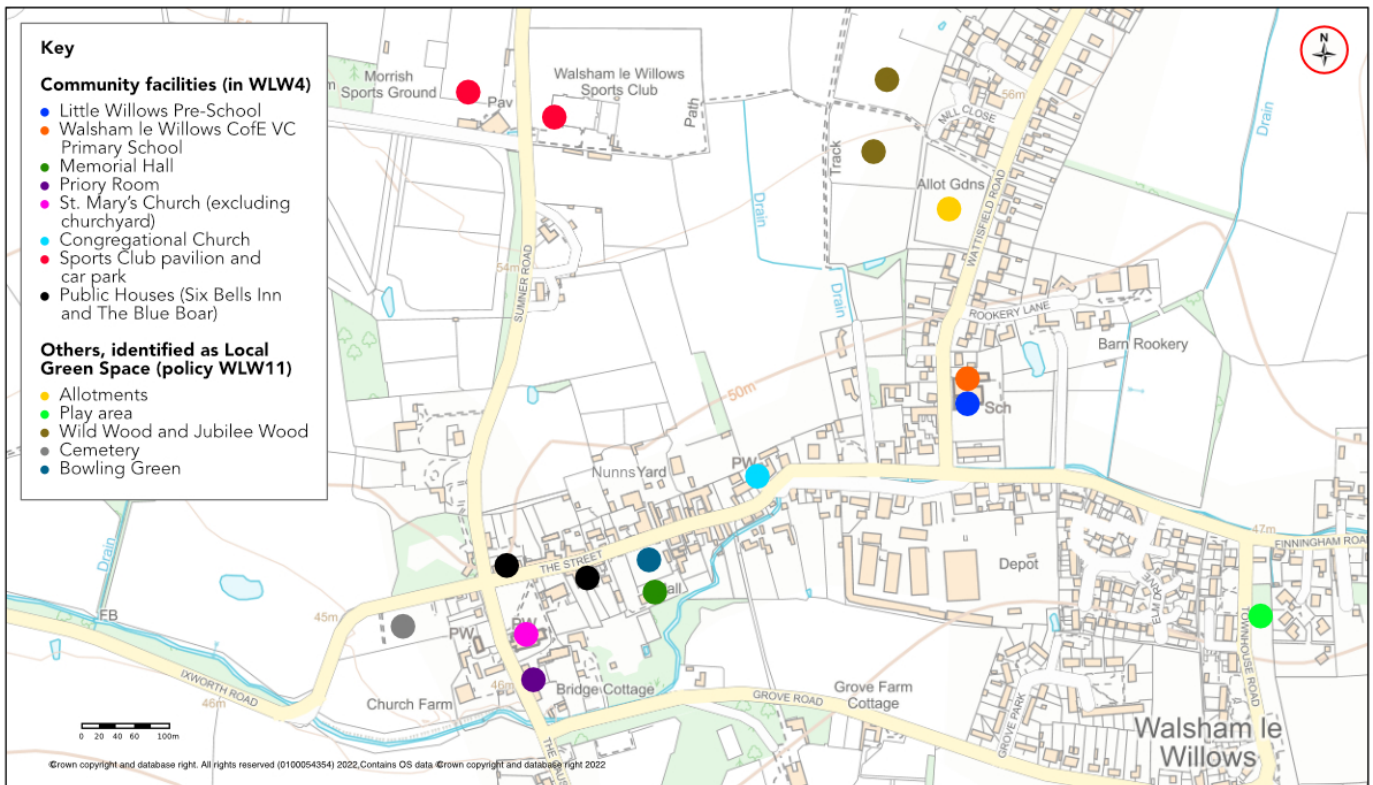 Key
Community facilities (in WLW4)
Little Willows Pre-School
Walsham le Willows CofE VC
Primary School
Memorial Hall
Priory Room
St. Mary's Church (excluding
churchyard)
Congregational Church
Sports Club pavilion and
car park
Public Houses (Six Bells Inn
and The Blue Boar)
Others, identified as Local
Green Space (policy WLW11)
Allotments
Play area
Wild Wood and Jubilee Wood
Cemetery
Bowling Green
N
Morrish
Sports Ground
Pav
Walsham le Willows
Sports Club
Path
Track
56m
MILL CLOSE
Drain
Allot Gdns
WATTISFIELD ROAD
Drain
SUMNER ROAD
54m
Drain
ROOKERY LANE
Barn Rookery
50m
Sch
Nunns Yard
PW
THE STREET
47m
FINNINGHAM ROA
Depot
ELM DRIVE
TOWNHOUSE ROAD
Drain
FB
45m
PW
PW
all
IXWORTH ROAD
46m
46m
Church Farm
Bridge Cottage
GROVE ROAD
Grove Farm
Cottage
GROVE PARK
Walsham le
Willows
0 20 40 60 100m
©rown copyright and database right. All rights reserved (0100054354) 2022,Contains OS data ©rown copyright and database right 2022